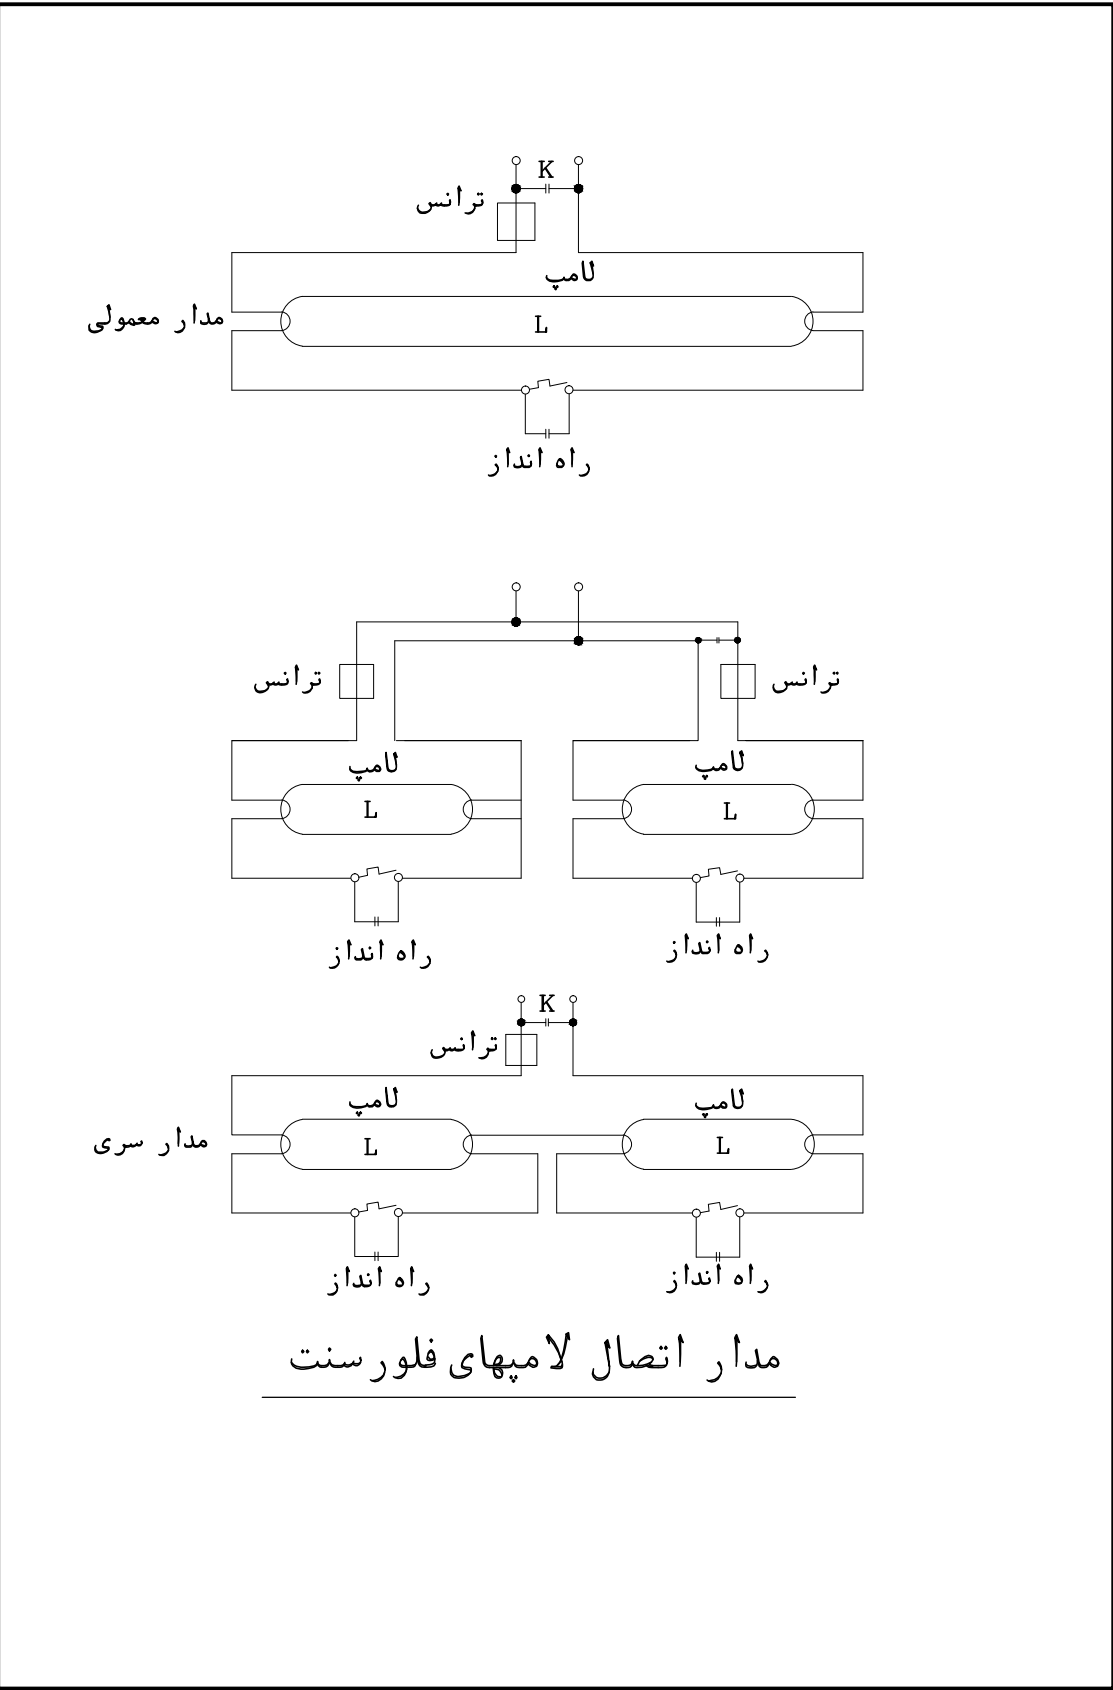 K
ترانس
لامپ
مدار معمولی
L
راه انداز
ترانس
ترانس
لامپ
لامپ
L
L
راه انداز
راه انداز
K
ترانس
لامپ
لامپ
مدار سری
L
L
راه انداز
راه انداز
مدار اتصال لامپهای فلورسنت